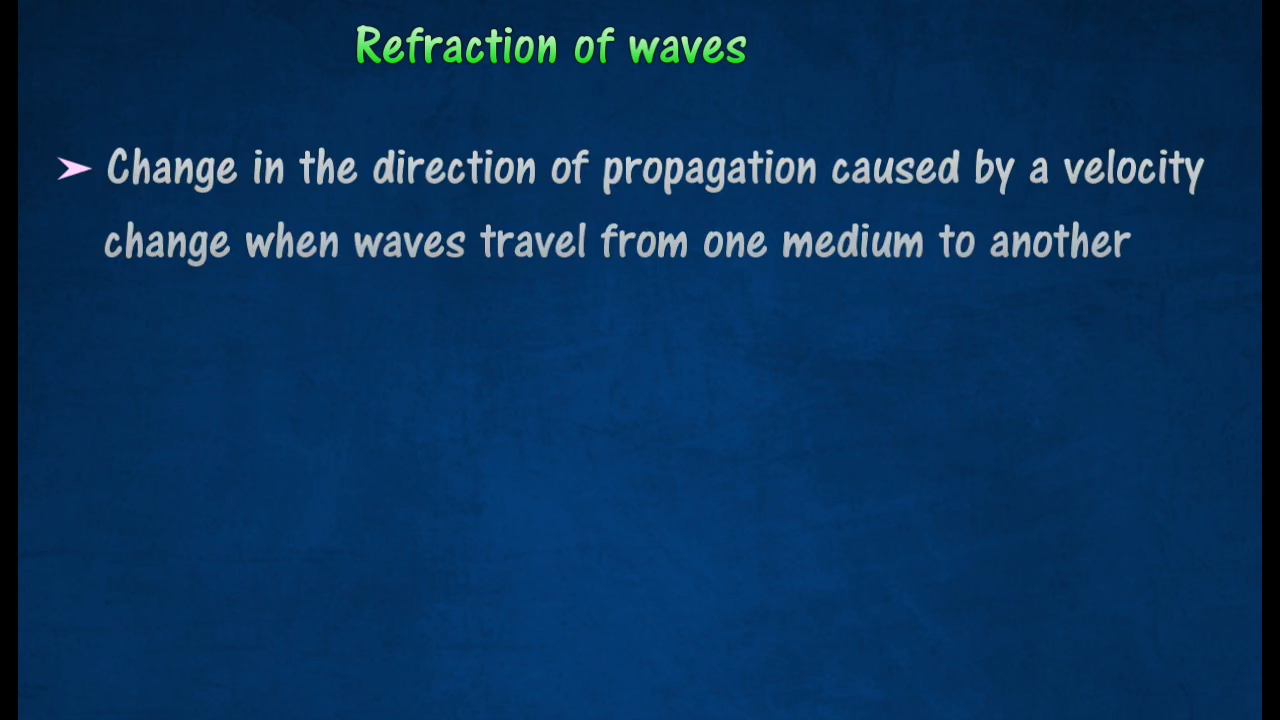 Refraction of waves
➤ Change in the direction of propagation caused by a velocity
change when waves travel from one medium to another